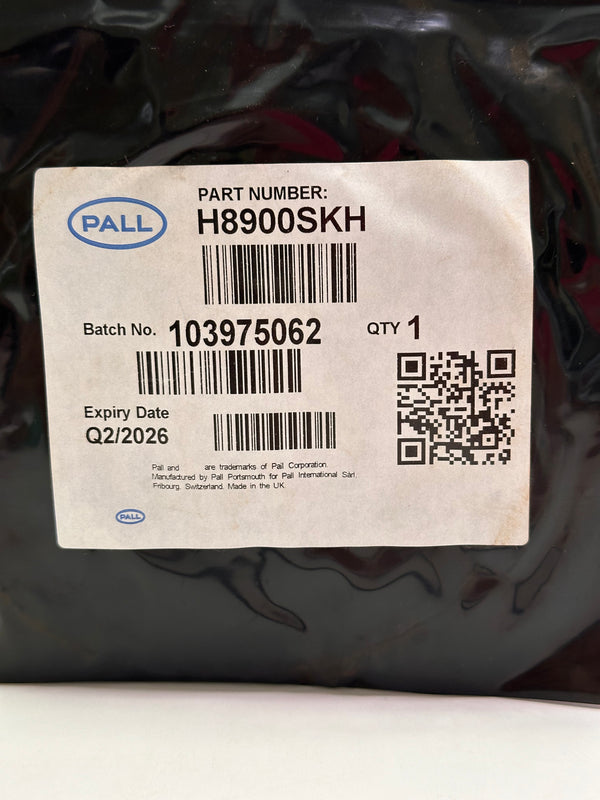 PALL
PART NUMBER:
H8900SKH
Batch No. 103975062
QTY 1
Expiry Date
Q2/2026
Pall and are trademarks of Pall Corporation.
Manufactured by Pall Portsmouth for Pall International Sàrl,
Fribourg, Switzerland. Made in the UK.
PALL